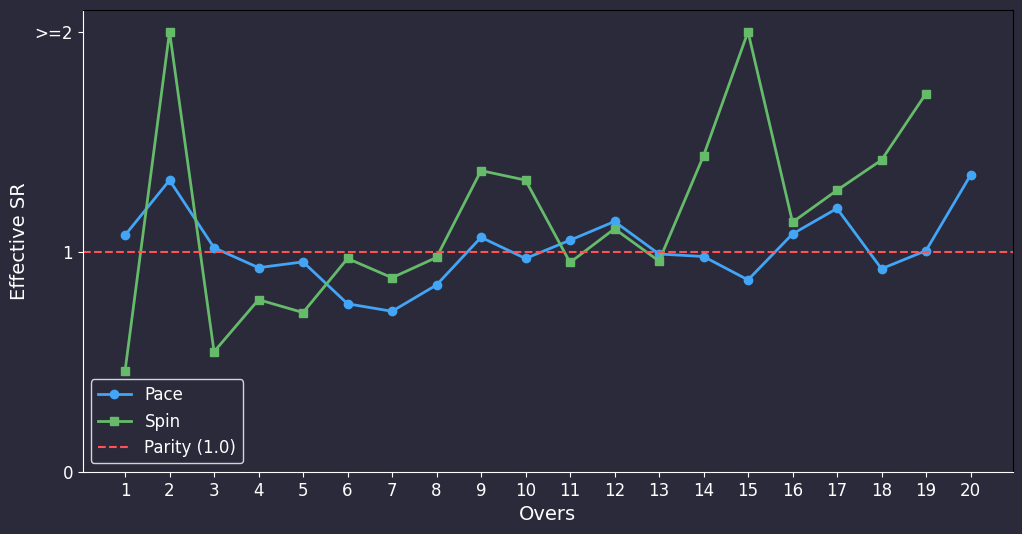 >=2
1
0
Effective SR
Pace
Spin
Parity (1.0)
1 2 3 4 5 6 7 8 9 10 11 12 13 14 15 16 17 18 19 20
Overs